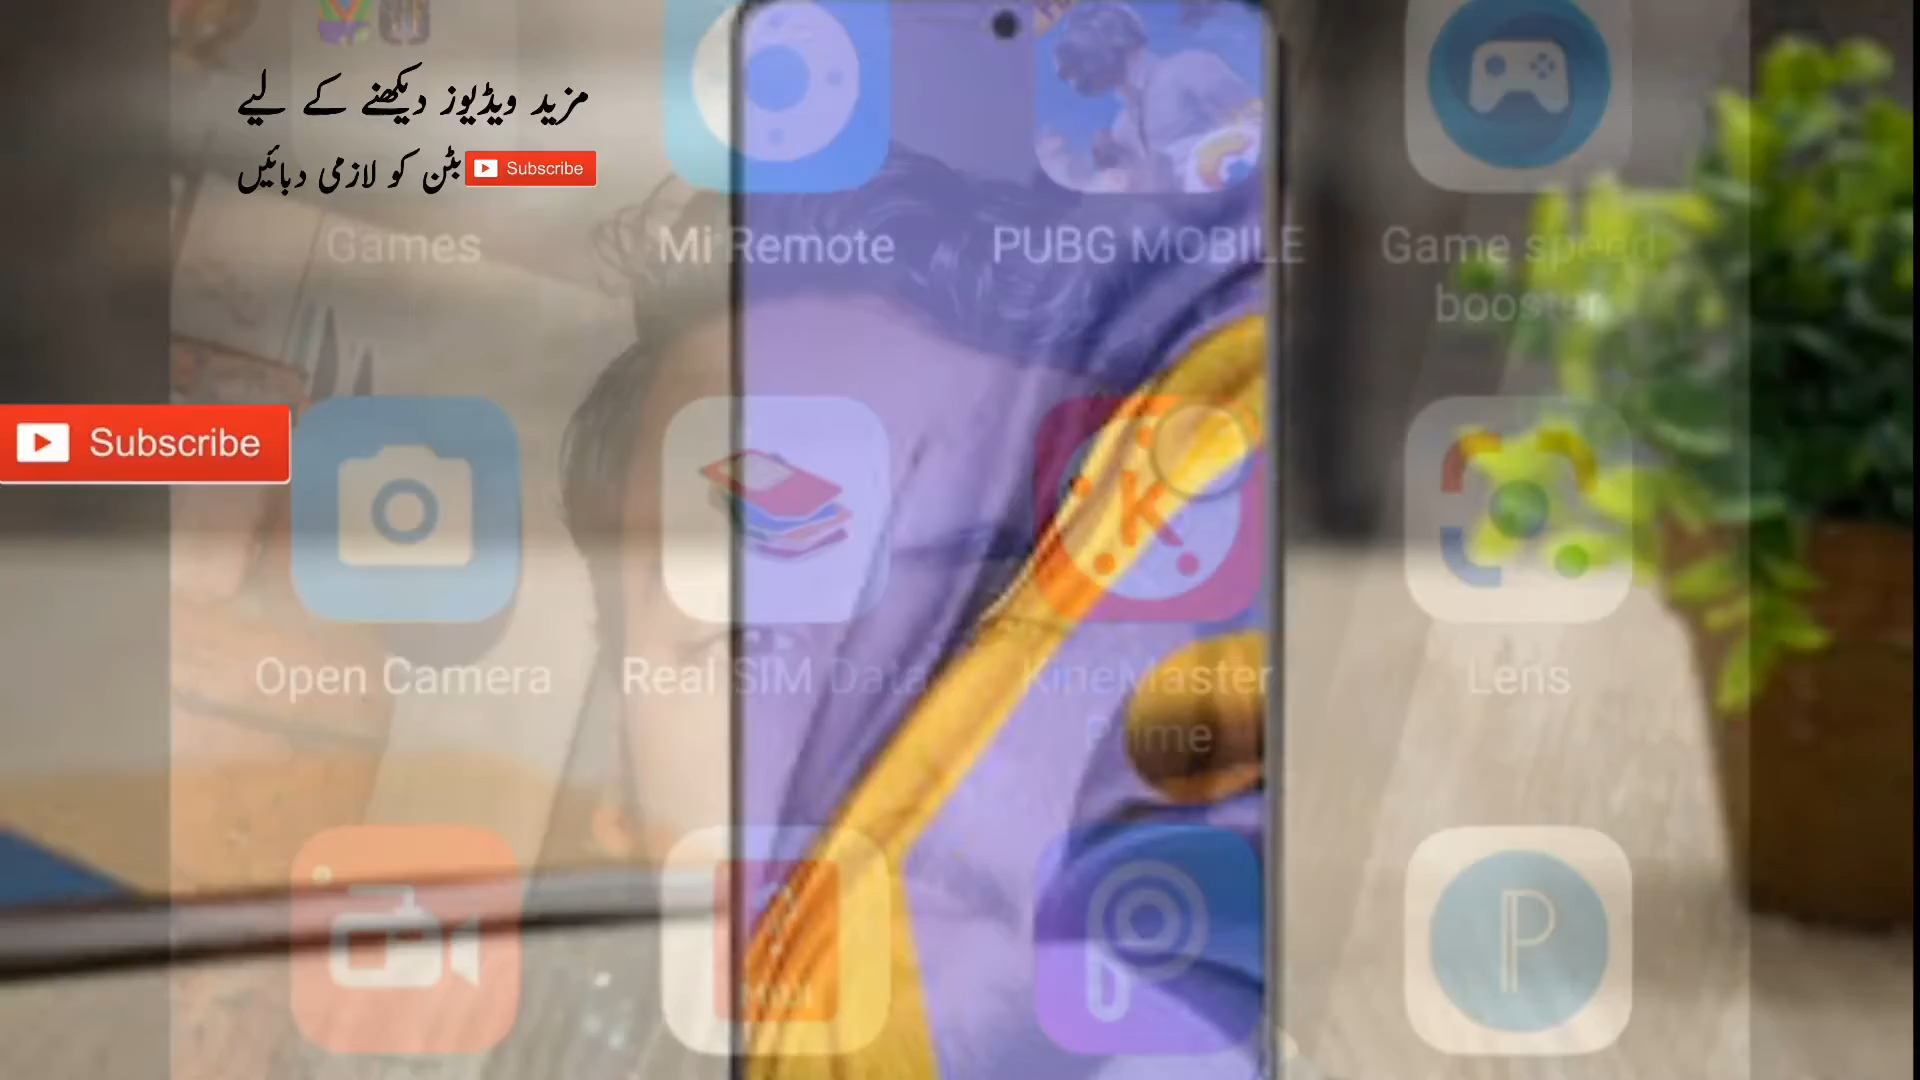 مزید ویڈیوز دیکھنے کے لیے
بٹن کو لازمی دبائیں Subscribe
Games
Mi Remote
PUBG MOBILE
Game speed
booster
Subscribe
Open Camera
Real SIM Data
KineMaster
Prime
Lens